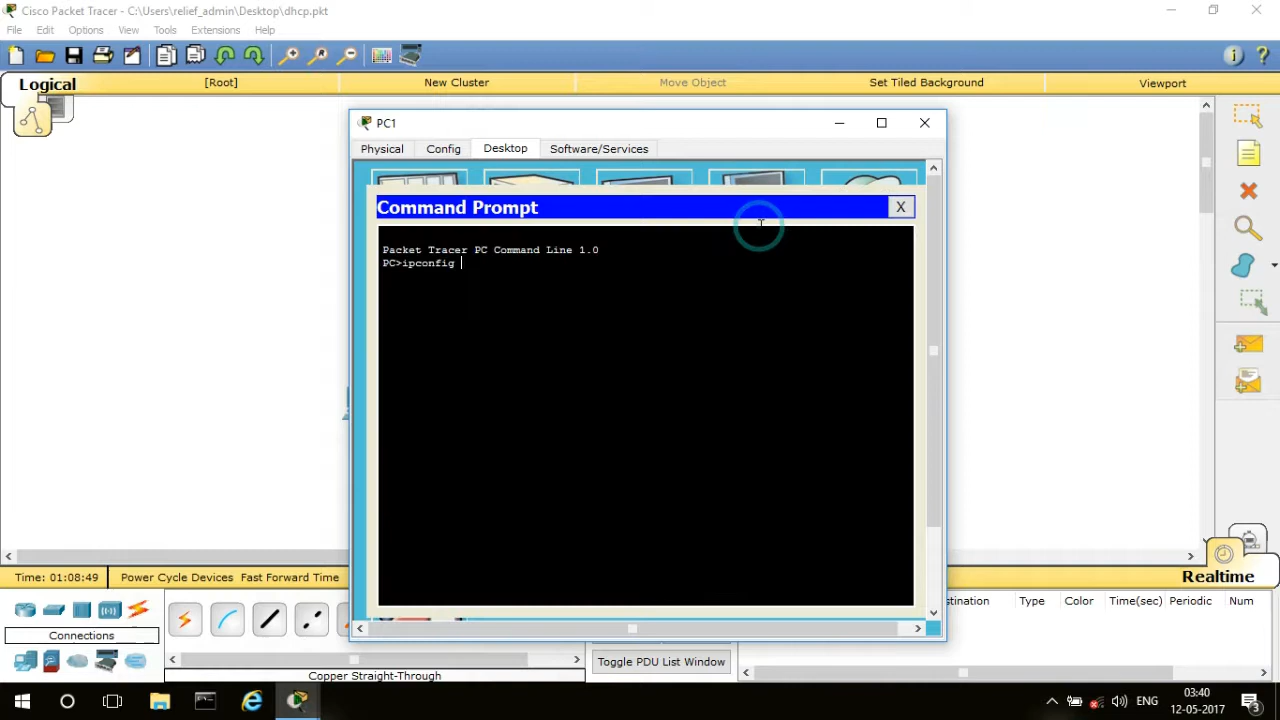 Cisco Packet Tracer - C:\Users\relief_admin\Desktop\dhcp.pkt
File Edit Options View Tools Extensions Help
Logical [Root] New Cluster Move Object Set Tiled Background Viewport
PC1
Physical Config Desktop Software/Services
Command Prompt X
Packet Tracer PC Command Line 1.0
PC>ipconfig
Time: 01:08:49 Power Cycle Devices Fast Forward Time Realtime
Type Color Time(sec) Periodic Num
Connections
Toggle PDU List Window
Copper Straight-Through
ENG 03:40
12-05-2017 3